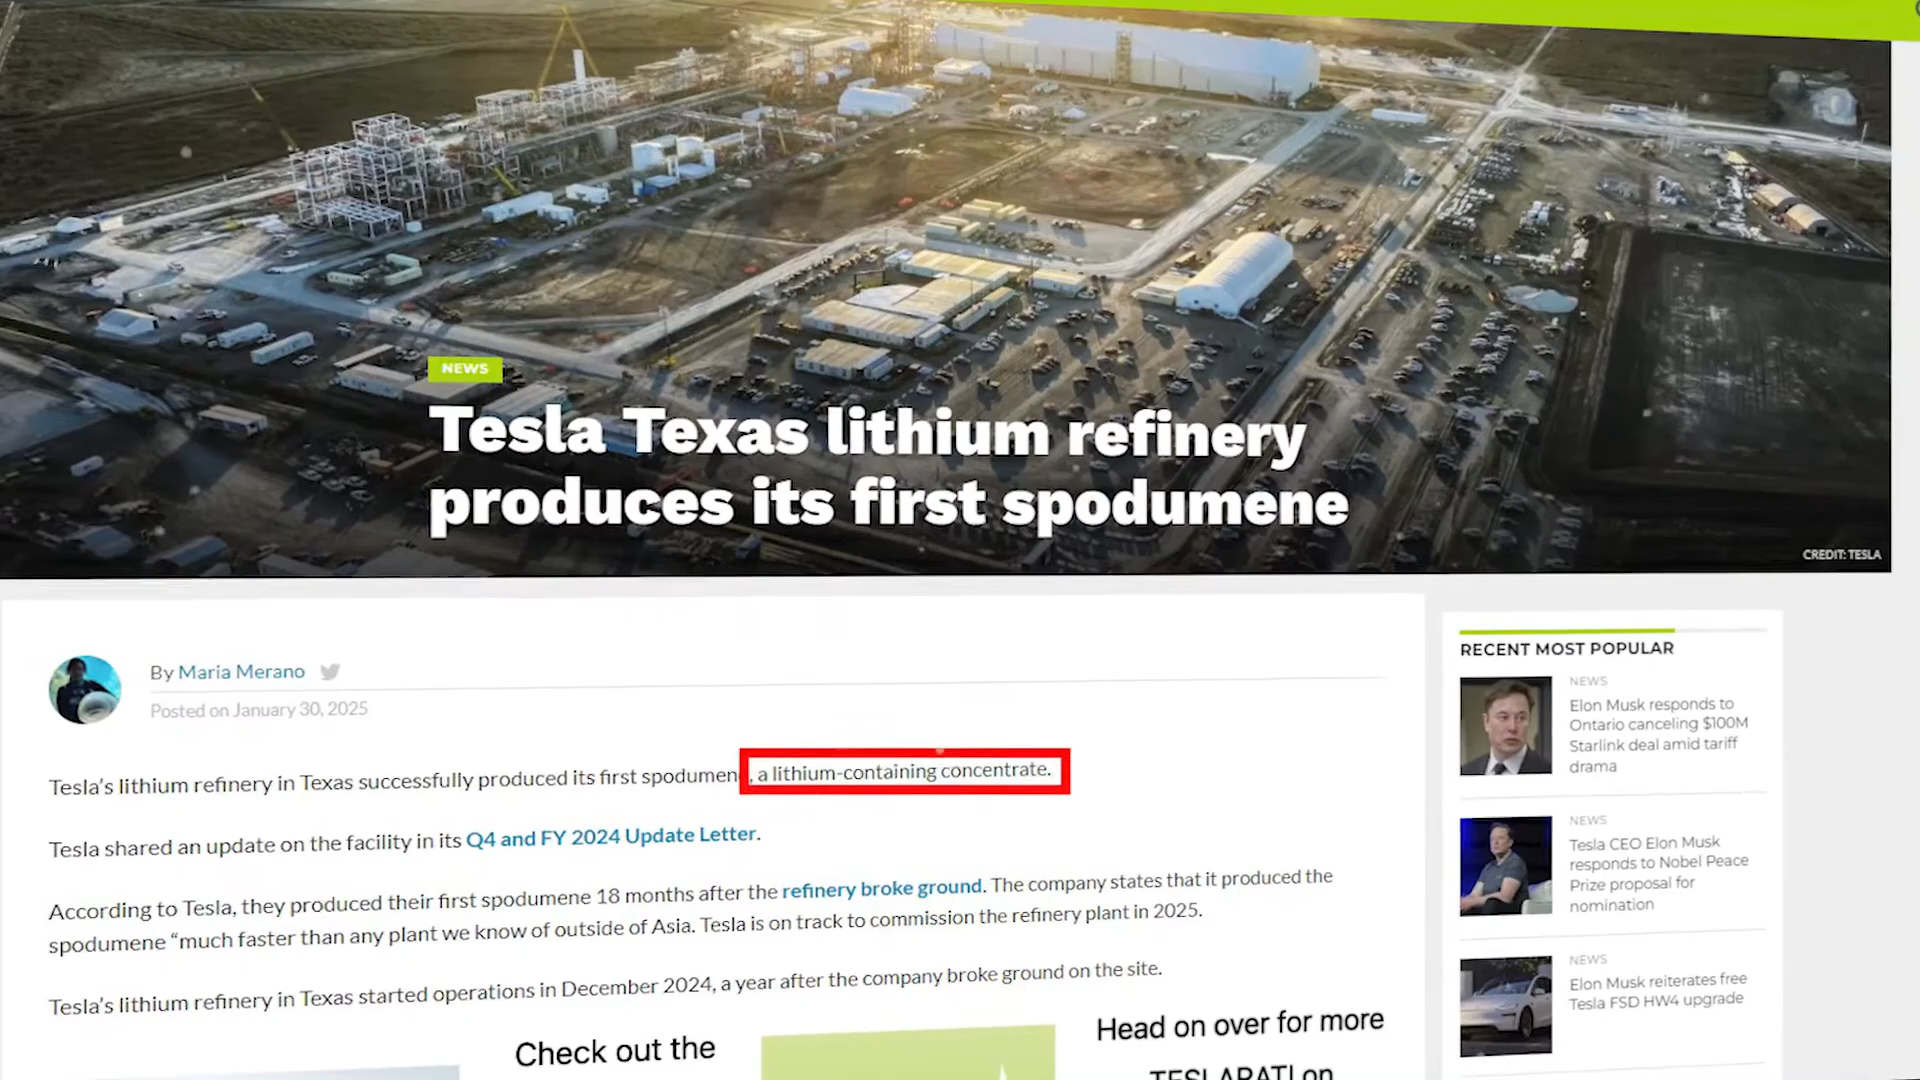 NEWS
Tesla Texas lithium refinery
produces its first spodumene
CREDIT: TESLA
By Maria Merano
Posted on January 30, 2025
Tesla's lithium refinery in Texas successfully produced its first spodumen, a lithium-containing concentrate.
Tesla shared an update on the facility in its Q4 and FY 2024 Update Letter.
According to Tesla, they produced their first spodumene 18 months after the refinery broke ground. The company states that it produced the
spodumene “much faster than any plant we know of outside of Asia. Tesla is on track to commission the refinery plant in 2025.
Tesla's lithium refinery in Texas started operations in December 2024, a year after the company broke ground on the site.
Check out the
Head on over for more
TESLARATI on
RECENT MOST POPULAR
NEWS
Elon Musk responds to
Ontario canceling $100M
Starlink deal amid tariff
drama
NEWS
Tesla CEO Elon Musk
responds to Nobel Peace
Prize proposal for
nomination
NEWS
Elon Musk reiterates free
Tesla FSD HW4 upgrade